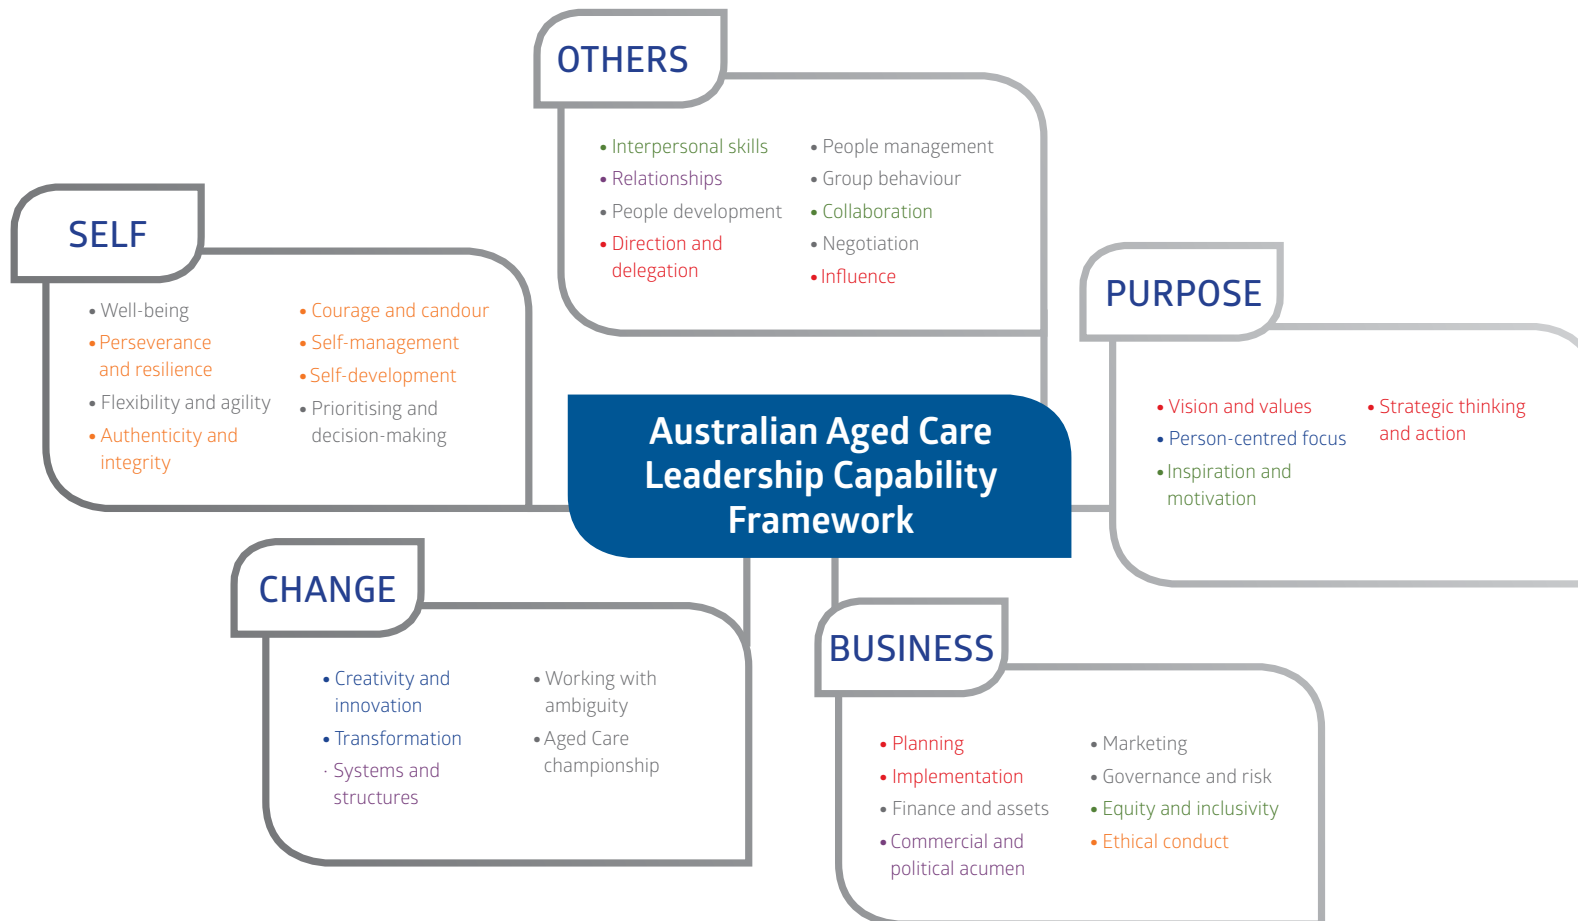 OTHERS
• Interpersonal skills
• Relationships
• People development
• Direction and
delegation
• People management
• Group behaviour
• Collaboration
• Negotiation
• Influence
SELF
• Well-being
• Perseverance
and resilience
• Flexibility and agility
• Authenticity and
integrity
• Courage and candour
• Self-management
• Self-development
• Prioritising and
decision-making
PURPOSE
• Vision and values
• Person-centred focus
• Inspiration and
motivation
• Strategic thinking
and action
Australian Aged Care
Leadership Capability
Framework
CHANGE
• Creativity and
innovation
• Transformation
· Systems and
structures
• Working with
ambiguity
• Aged Care
championship
BUSINESS
• Planning
• Implementation
• Finance and assets
• Commercial and
political acumen
• Marketing
• Governance and risk
• Equity and inclusivity
• Ethical conduct